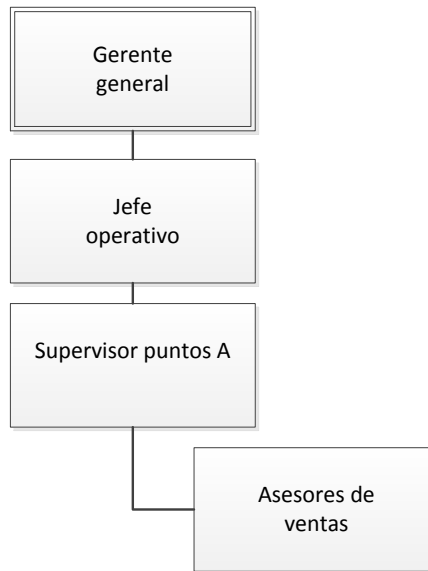 Gerente
general
Jefe
operativo
Supervisor puntos A
Asesores de
ventas